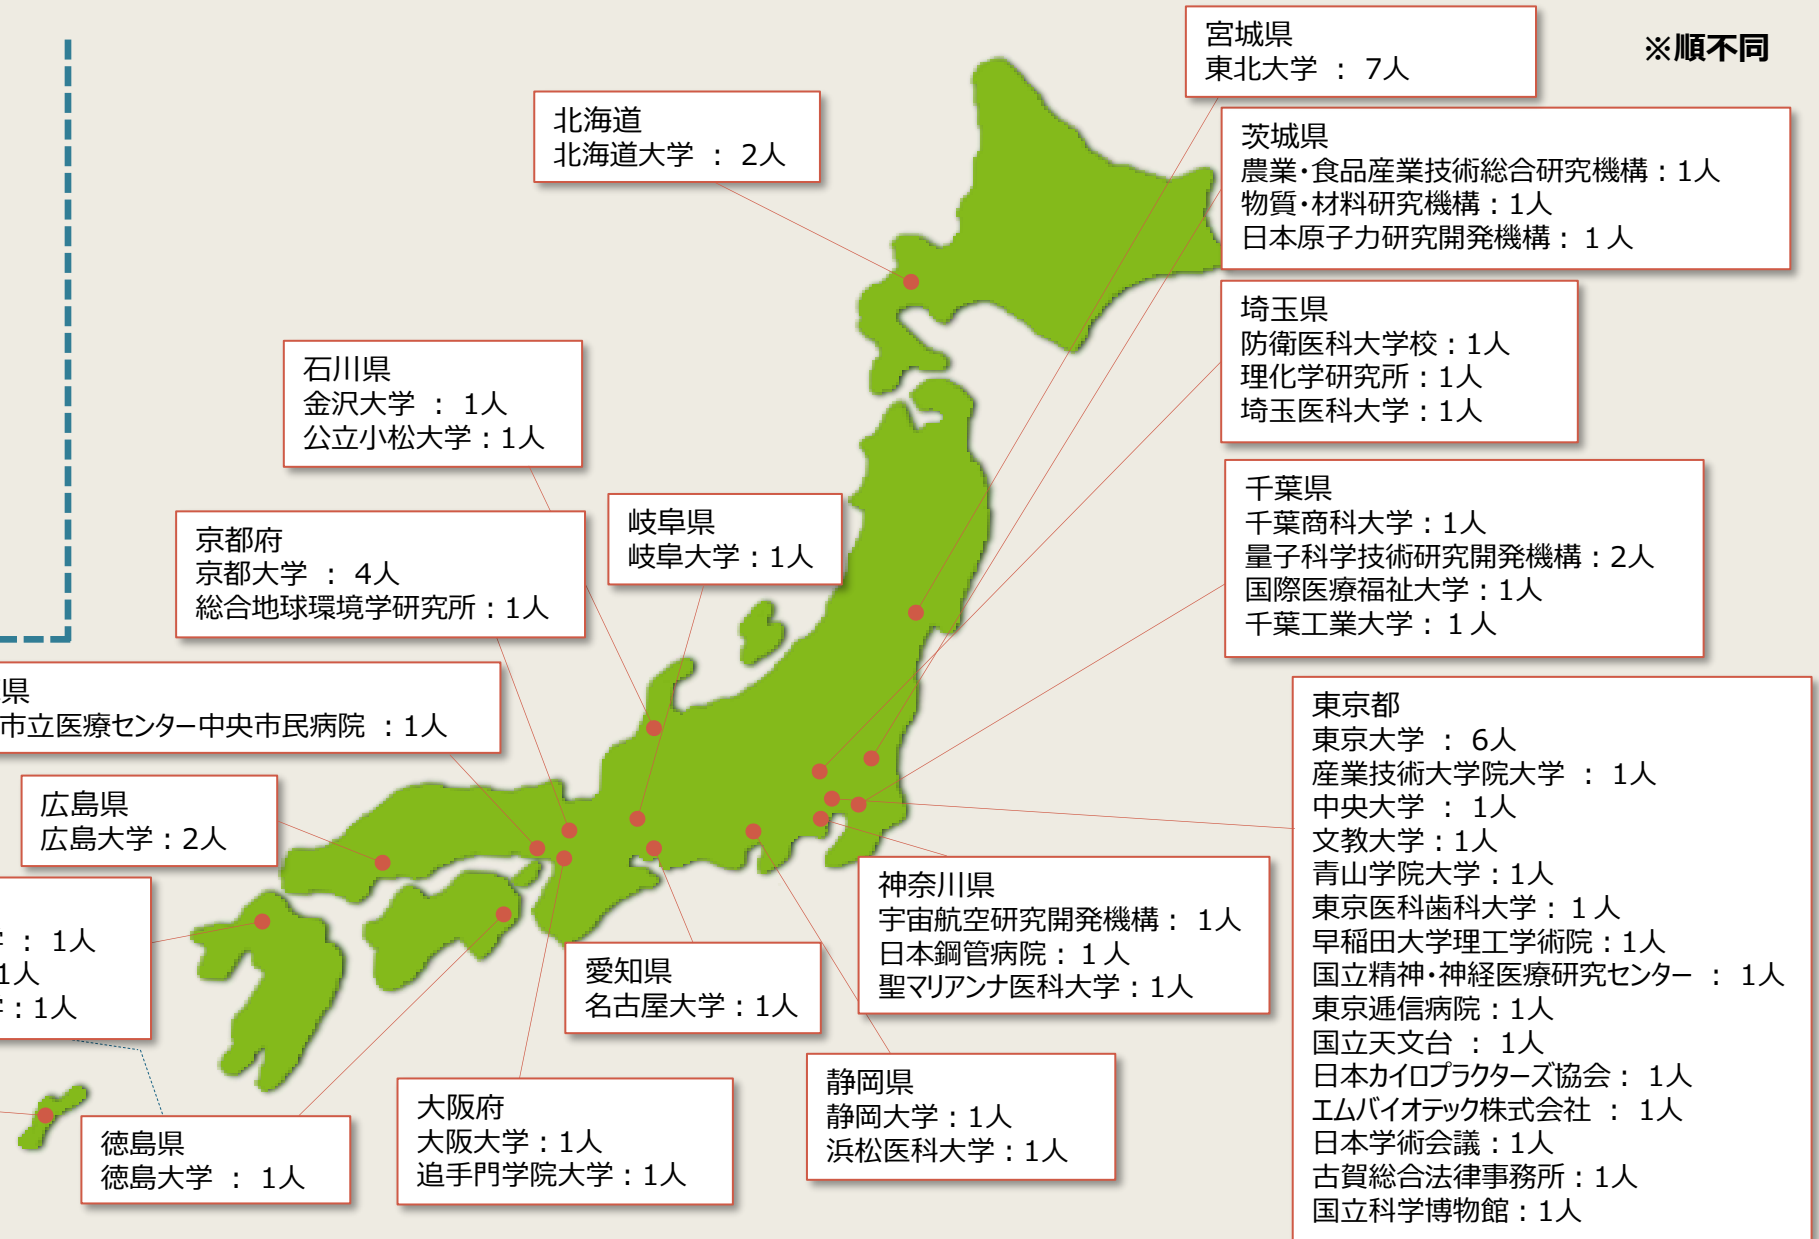 ※順不同
宮城県
東北大学 ： 7人
北海道
北海道大学 ： 2人
茨城県
農業・食品産業技術総合研究機構：1人
物質・材料研究機構：1人
日本原子力研究開発機構：１人
埼玉県
防衛医科大学校：1人
理化学研究所：1人
埼玉医科大学：1人
石川県
金沢大学 ： 1人
公立小松大学：1人
千葉県
千葉商科大学：1人
量子科学技術研究開発機構：2人
国際医療福祉大学：1人
千葉工業大学：１人
岐阜県
岐阜大学：1人
京都府
京都大学 ： 4人
総合地球環境学研究所：1人
県
市立医療センター中央市民病院 ：1人
東京都
東京大学 ： 6人
産業技術大学院大学 ： 1人
中央大学 ： 1人
文教大学：1人
青山学院大学：1人
東京医科歯科大学：１人
早稲田大学理工学術院：1人
国立精神・神経医療研究センター ： 1人
東京逓信病院：1人
国立天文台 ： 1人
日本カイロプラクターズ協会： 1人
エムバイオテック株式会社 ： 1人
日本学術会議：1人
古賀総合法律事務所：1人
国立科学博物館：1人
広島県
広島大学：2人
： 1人
1人
：1人
神奈川県
宇宙航空研究開発機構： 1人
日本鋼管病院：１人
聖マリアンナ医科大学：1人
愛知県
名古屋大学：1人
静岡県
静岡大学：1人
浜松医科大学：1人
大阪府
大阪大学：1人
追手門学院大学：1人
徳島県
徳島大学 ： 1人